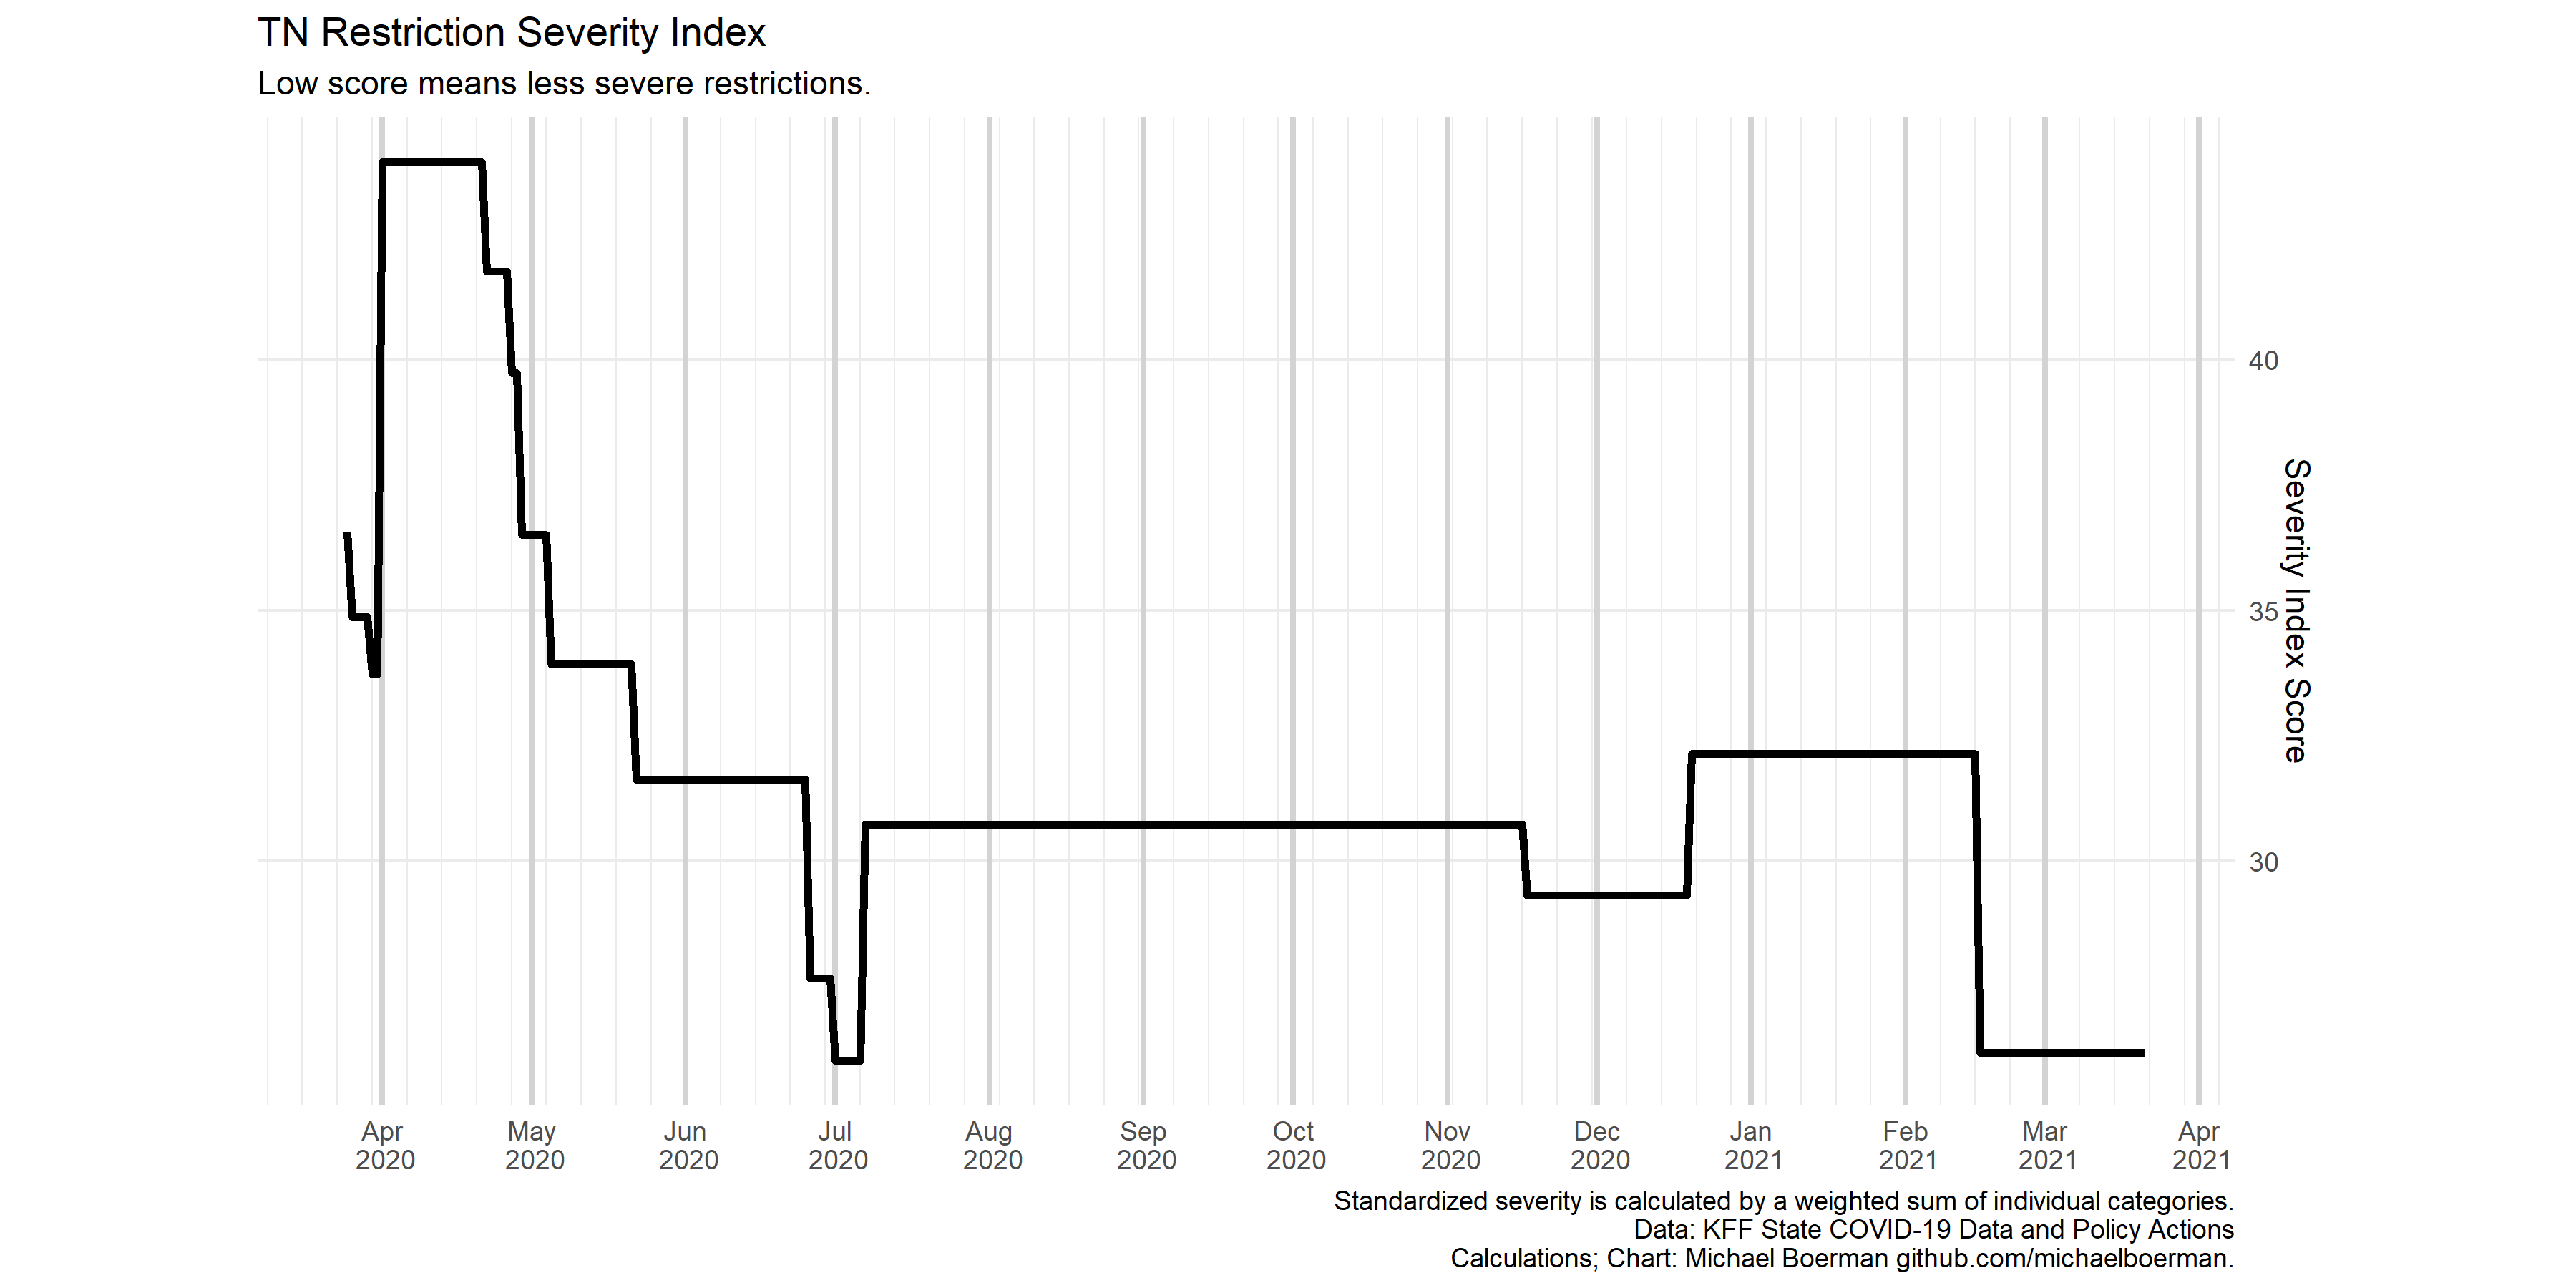 TN Restriction Severity Index
Low score means less severe restrictions.
40
35
30
Severity Index Score
Apr 2020
May 2020
Jun 2020
Jul 2020
Aug 2020
Sep 2020
Oct 2020
Nov 2020
Dec 2020
Jan 2021
Feb 2021
Mar 2021
Apr 2021
Standardized severity is calculated by a weighted sum of individual categories.
Data: KFF State COVID-19 Data and Policy Actions
Calculations; Chart: Michael Boerman github.com/michaelboerman.